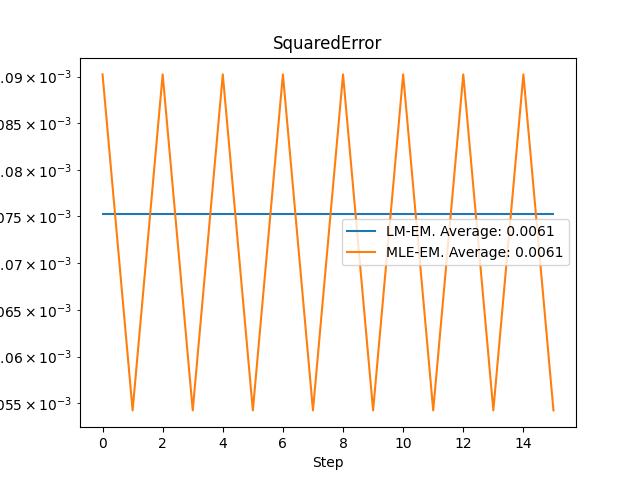 SquaredError
.09 × 10⁻³
085 × 10⁻³
.08 × 10⁻³
075 × 10⁻³
.07 × 10⁻³
065 × 10⁻³
.06 × 10⁻³
055 × 10⁻³
LM-EM. Average: 0.0061
MLE-EM. Average: 0.0061
0 2 4 6 8 10 12 14
Step